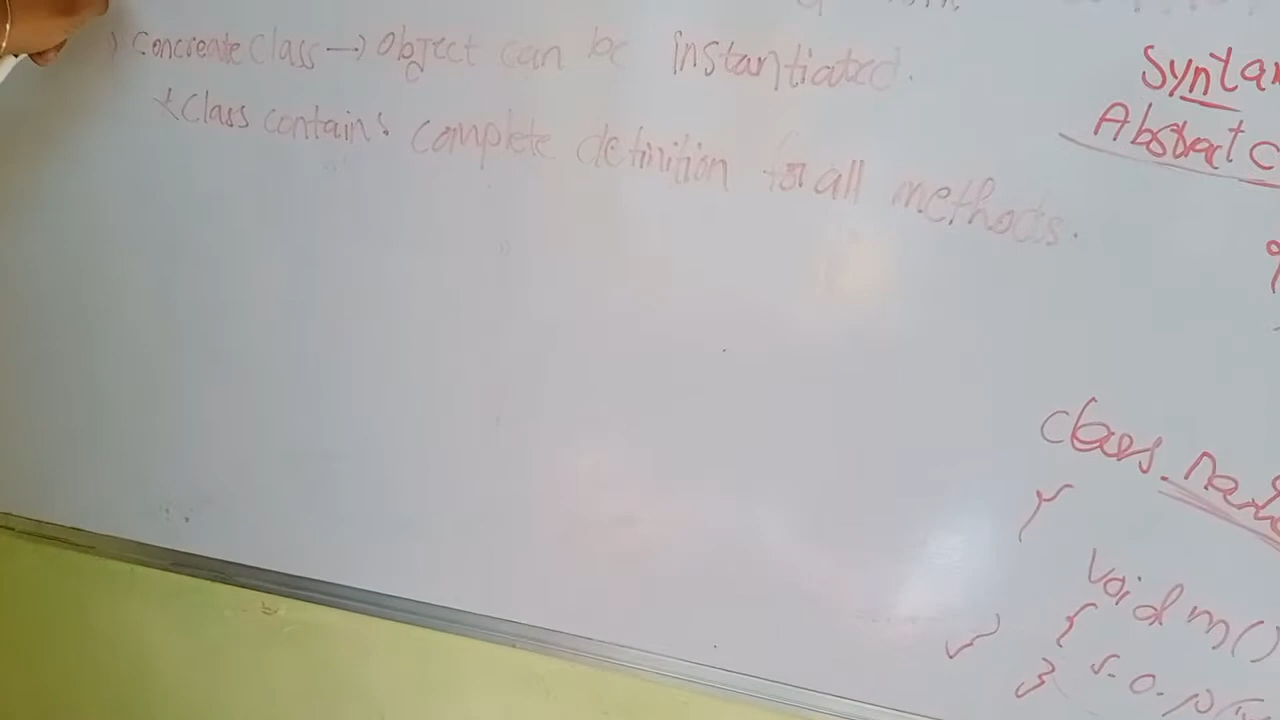 ) Concreate Class → Object can be instantiated.
* Class contains complete definition for all methods.
Syntax
Abstract C
class.
{
void m()
{
S.O.P(
}